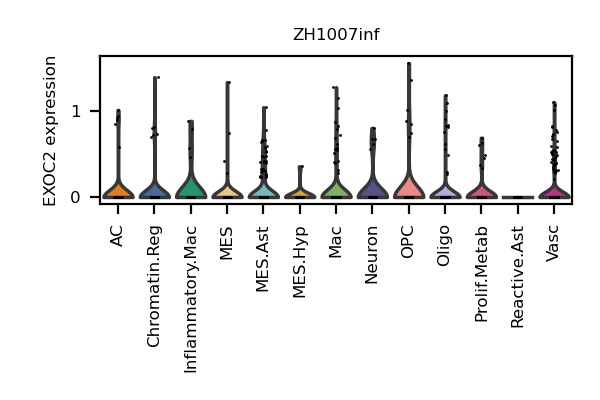 ZH1007inf
EXOC2 expression
1
0
AC
Chromatin.Reg
Inflammatory.Mac
MES
MES.Ast
MES.Hyp
Mac
Neuron
OPC
Oligo
Prolif.Metab
Reactive.Ast
Vasc